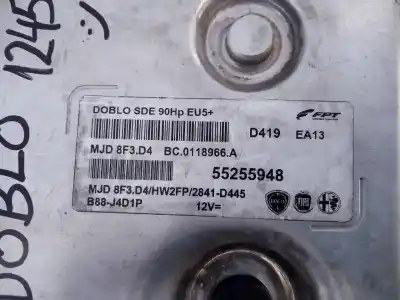 DOBLO 1245
DOBLO SDE 90Hp EU5+
FPT
D419 EA13
MJD 8F3.D4 BC.0118966.A
55255948
MJD 8F3.D4/HW2FP/2841-D445
B88-J4D1P 12V=